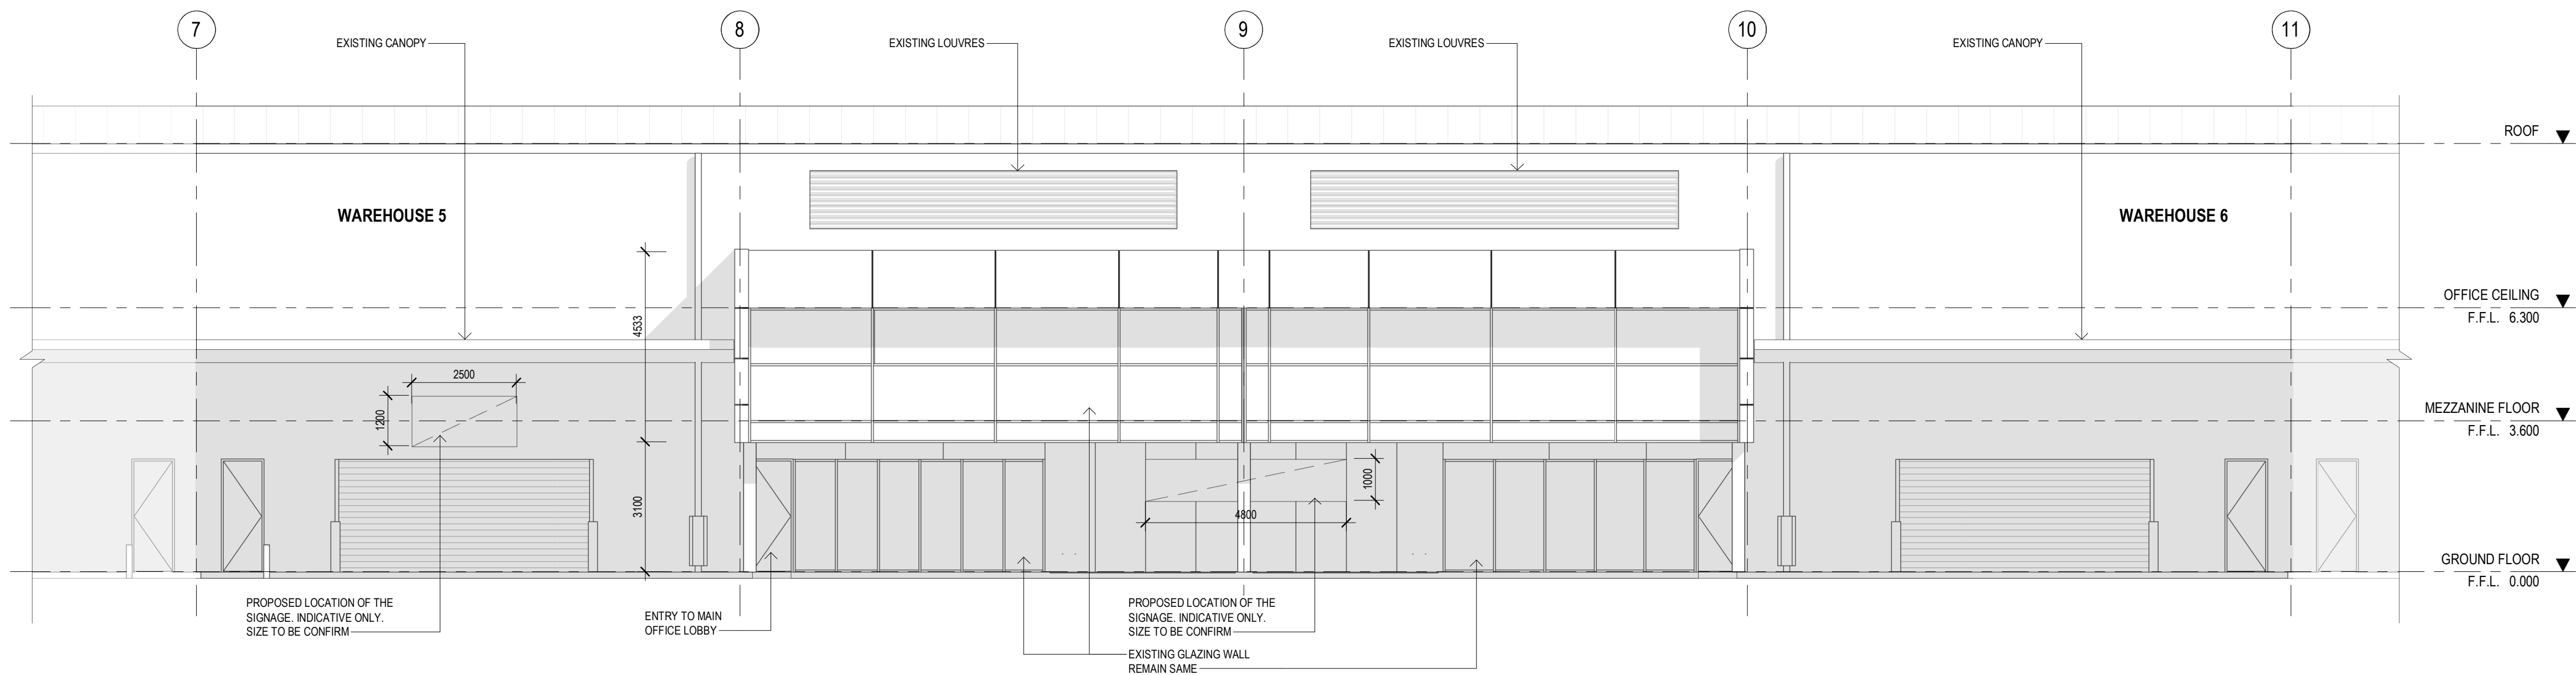 7
8
9
10
11
EXISTING CANOPY
EXISTING LOUVRES
EXISTING LOUVRES
EXISTING CANOPY
ROOF
WAREHOUSE 5
WAREHOUSE 6
OFFICE CEILING
F.F.L. 6.300
4533
2500
1200
MEZZANINE FLOOR
F.F.L. 3.600
1000
3100
4800
GROUND FLOOR
F.F.L. 0.000
PROPOSED LOCATION OF THE
SIGNAGE. INDICATIVE ONLY.
SIZE TO BE CONFIRM
ENTRY TO MAIN
OFFICE LOBBY
PROPOSED LOCATION OF THE
SIGNAGE. INDICATIVE ONLY.
SIZE TO BE CONFIRM
EXISTING GLAZING WALL
REMAIN SAME